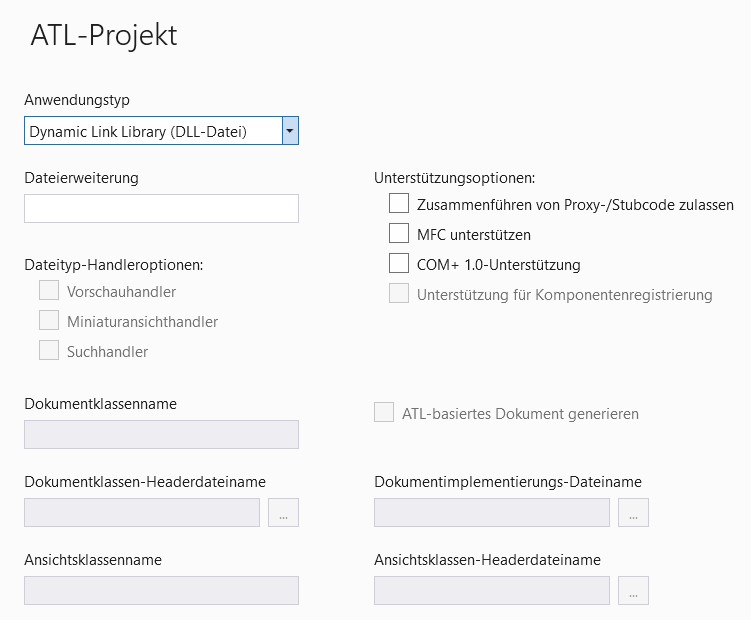 ATL-Projekt
Anwendungstyp
Dynamic Link Library (DLL-Datei)
Dateierweiterung
Unterstützungsoptionen:
Zusammenführen von Proxy-/Stubcode zulassen
MFC unterstützen
COM+ 1.0-Unterstützung
Unterstützung für Komponentenregistrierung
Dateityp-Handleroptionen:
Vorschauhandler
Miniaturansichthandler
Suchhandler
Dokumentklassenname
ATL-basiertes Dokument generieren
Dokumentklassen-Headerdateiname
...
Dokumentimplementierungs-Dateiname
...
Ansichtsklassenname
Ansichtsklassen-Headerdateiname
...